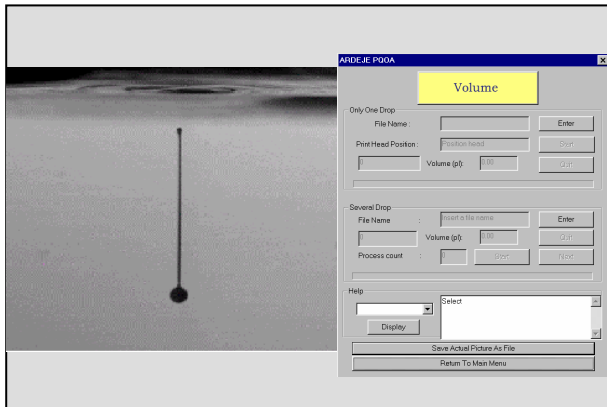 ARDEJE PQOA
Volume
Only One Drop
File Name :
Enter
Print Head Position :
Position head
Start
0
Volume (pl):
0.00
Quit
Several Drop
File Name :
Insert a file name
Enter
0
Volume (pl):
0.00
Quit
Process count :
0
Start
Next
Help
Select
Display
Save Actual Picture As File
Return To Main Menu